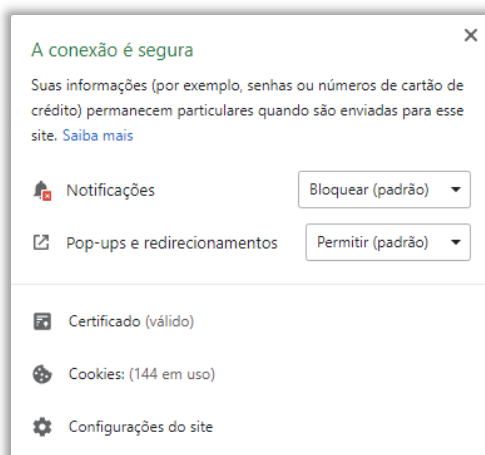 A conexão é segura
Suas informações (por exemplo, senhas ou números de cartão de
crédito) permanecem particulares quando são enviadas para esse
site. Saiba mais
Notificações Bloquear (padrão)
Pop-ups e redirecionamentos Permitir (padrão)
Certificado (válido)
Cookies: (144 em uso)
Configurações do site